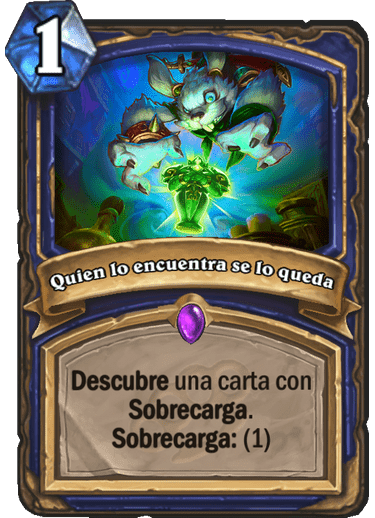 1
Quien lo encuentra se lo queda
Descubre una carta con
Sobrecarga.
Sobrecarga: (1)